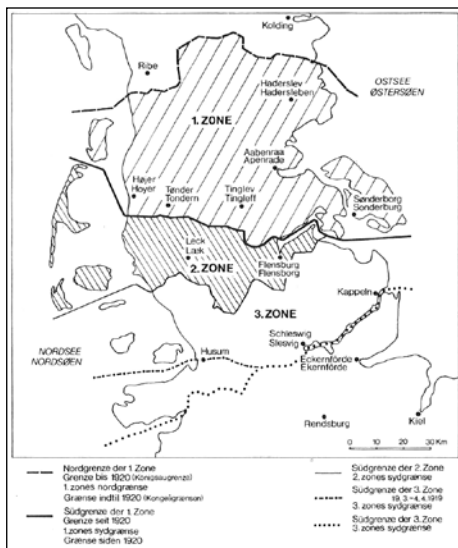 Kolding
Ribe
OSTSEE
ØSTERSØEN
Haderslev
Hadersleben
1. ZONE
Aabenraa
Apenrade
Højer
Hoyer
Tønder
Tondern
Tinglev
Tingleff
Sønderborg
Sonderburg
Leck
Læk
2. ZONE
Flensburg
Flensborg
Kappeln
3. ZONE
Schleswig
Slesvig
NORDSEE
NORDSØEN
Husum
Eckernförde
Ekernförde
Rendsburg
Kiel
0 10 20 30 Km
Nordgrenze der 1. Zone
Grenze bis 1920 (Königsaugrenze)
1. zones nordgrænse
Grænse indtil 1920 (Kongeågrænsen)
Südgrenze der 1. Zone
Grenze seit 1920
1. zones sydgrænse
Grænse siden 1920
Südgrenze der 2. Zone
2. zones sydgrænse
Südgrenze der 3. Zone
19. 3. – 4. 4. 1919
3. zones sydgrænse
Südgrenze der 3. Zone
3. zones sydgrænse